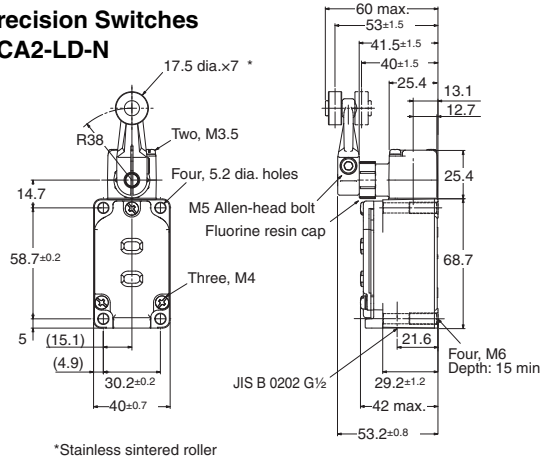 recision Switches
CA2-LD-N
60 max.
53±1.5
41.5±1.5
40±1.5
25.4
13.1
12.7
17.5 dia.×7 *
R38
Two, M3.5
14.7
Four, 5.2 dia. holes
M5 Allen-head bolt
Fluorine resin cap
25.4
58.7±0.2
68.7
Three, M4
5
(15.1)
(4.9)
30.2±0.2
40±0.7
JIS B 0202 G½
21.6
Four, M6
Depth: 15 min
29.2±1.2
42 max.
53.2±0.8
*Stainless sintered roller